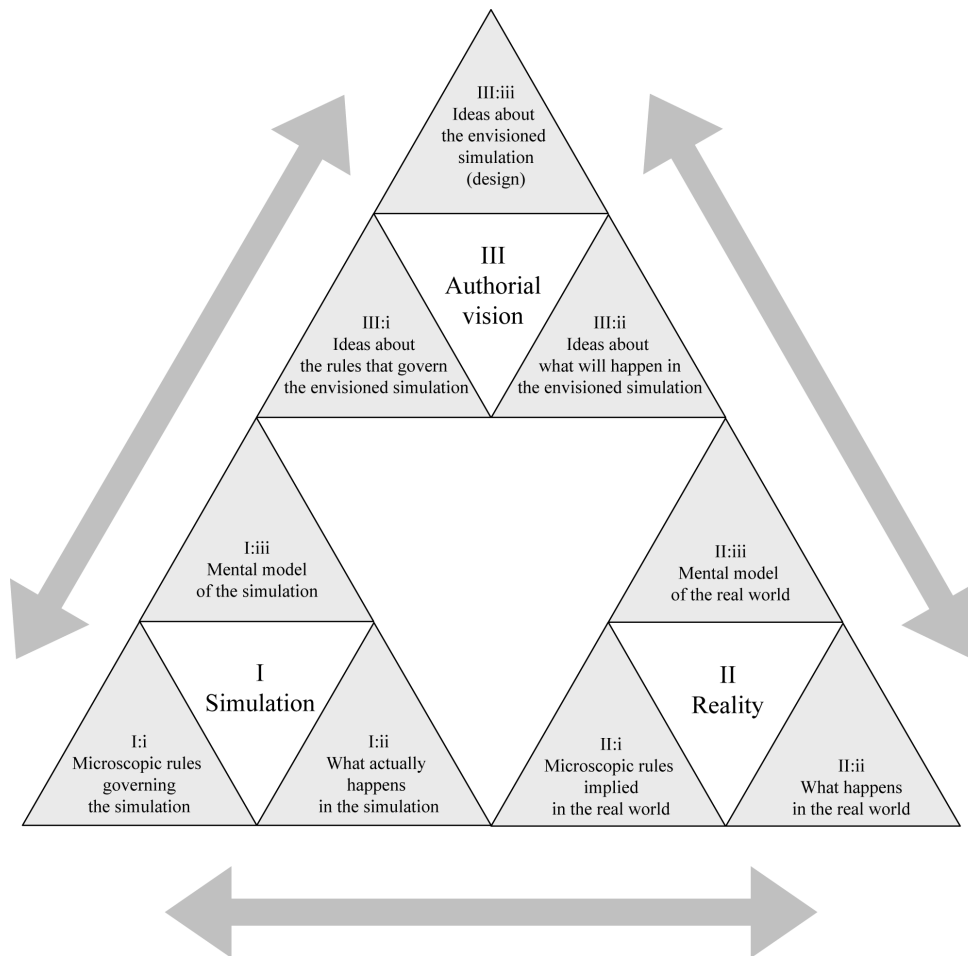 III:iii
Ideas about
the envisioned
simulation
(design)
III
Authorial
vision
III:i
Ideas about
the rules that govern
the envisioned simulation
III:ii
Ideas about
what will happen in
the envisioned simulation
I:iii
Mental model
of the simulation
II:iii
Mental model
of the real world
I
Simulation
II
Reality
I:i
Microscopic rules
governing
the simulation
I:ii
What actually
happens
in the simulation
II:i
Microscopic rules
implied
in the real world
II:ii
What happens
in the real world